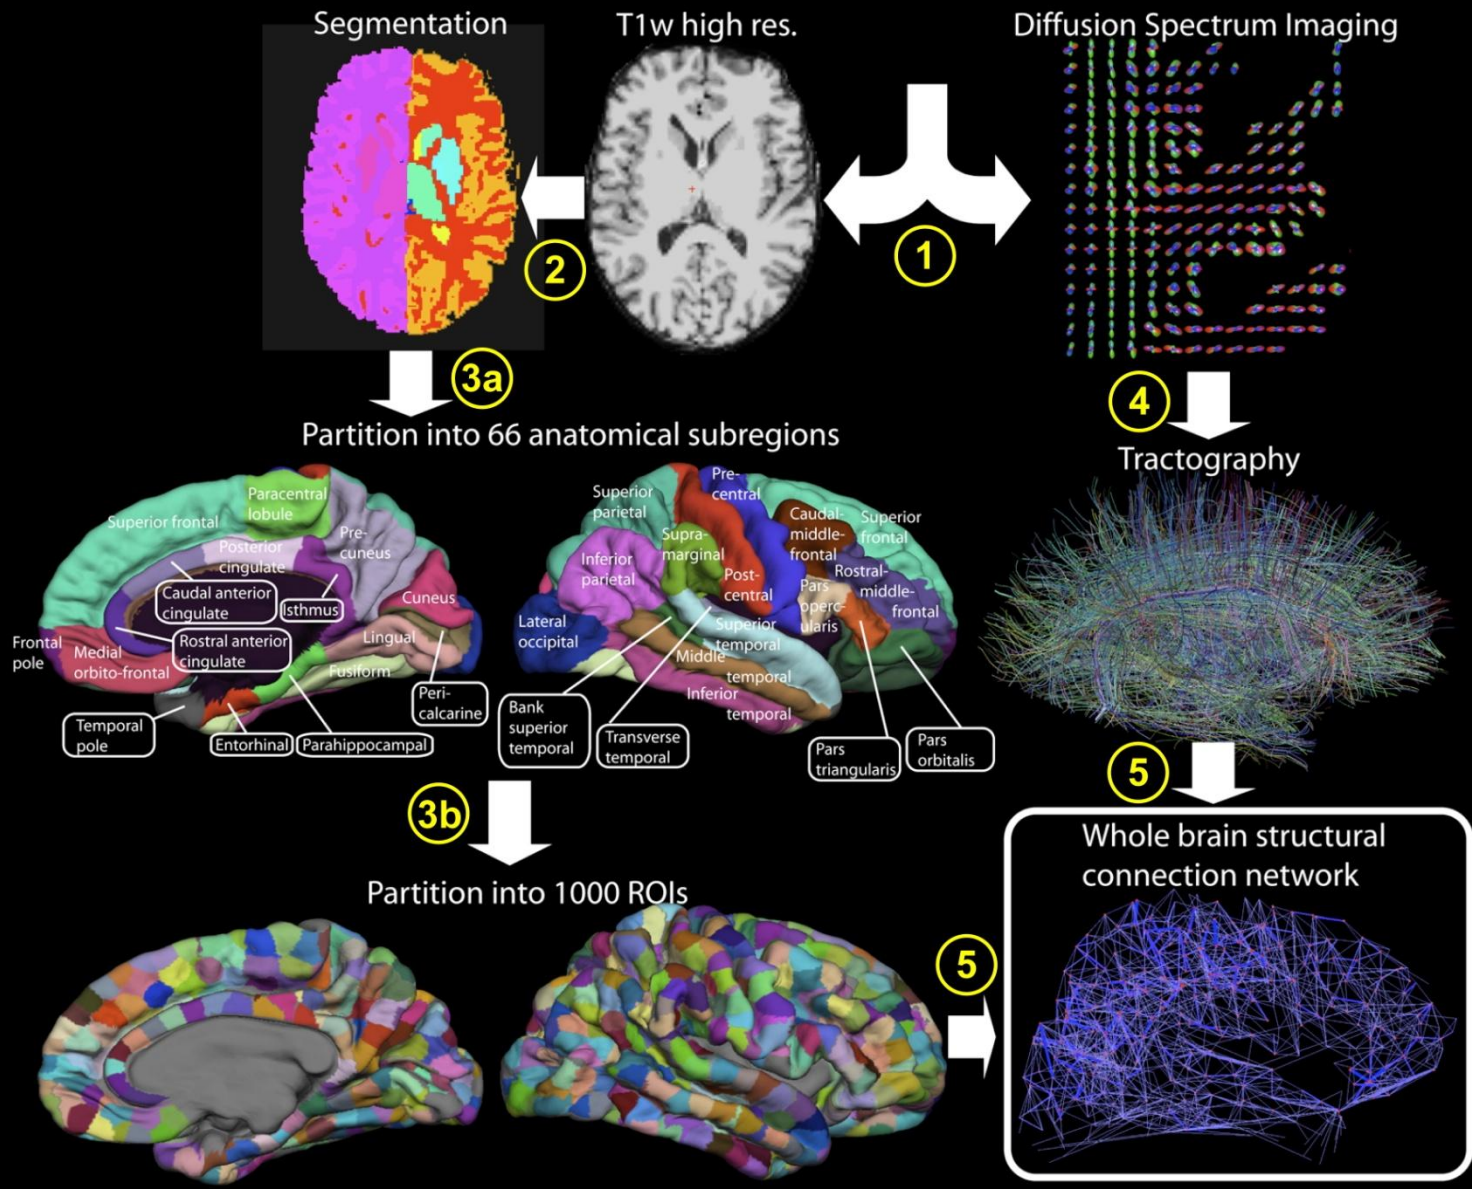 Segmentation
T1w high res.
Diffusion Spectrum Imaging
1
2
3a
4
Partition into 66 anatomical subregions
Tractography
Superior frontal
Paracentral
lobule
Pre-
cuneus
Posterior
cingulate
Caudal anterior
cingulate
Isthmus
Cuneus
Frontal
pole
Medial
orbito-frontal
Rostral anterior
cingulate
Lingual
Fusiform
Peri-
calcarine
Temporal
pole
Entorhinal
Parahippocampal
Superior
parietal
Pre-
central
Caudal-
middle-
frontal
Superior
frontal
Supra-
marginal
Inferior
parietal
Post-
central
Rostral-
middle-
frontal
Pars
operc-
ularis
Lateral
occipital
Superior
temporal
Middle
temporal
Inferior
temporal
Bank
superior
temporal
Transverse
temporal
Pars
triangularis
Pars
orbitalis
5
3b
Whole brain structural
connection network
Partition into 1000 ROIs
5